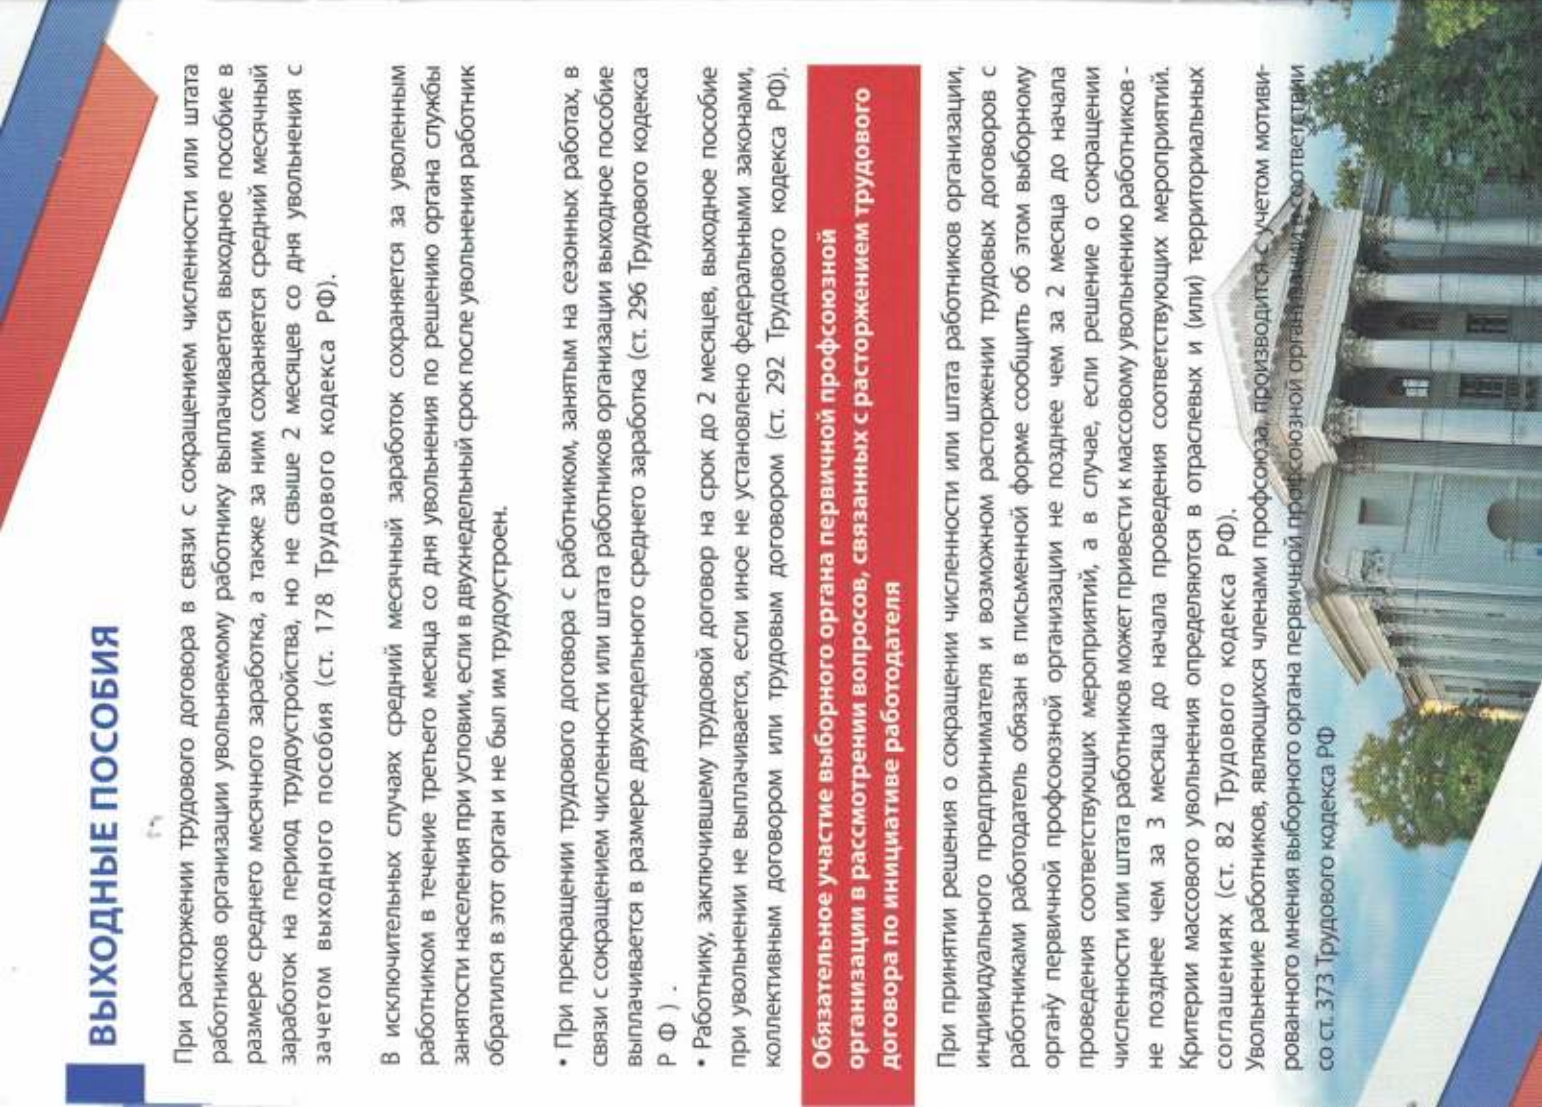 ВЫХОДНЫЕ ПОСОБИЯ
При расторжении трудового договора в связи с сокращением численности или штата
работников организации увольняемому работнику выплачивается выходное пособие в
размере среднего месячного заработка, а также за ним сохраняется средний месячный
заработок на период трудоустройства, но не свыше 2 месяцев со дня увольнения с
зачетом выходного пособия (ст. 178 Трудового кодекса РФ).
В исключительных случаях средний месячный заработок сохраняется за уволенным
работником в течение третьего месяца со дня увольнения по решению органа службы
занятости населения при условии, если в двухнедельный срок после увольнения работник
обратился в этот орган и не был им трудоустроен.
• При прекращении трудового договора с работником, занятым на сезонных работах, в
связи с сокращением численности или штата работников организации выходное пособие
выплачивается в размере двухнедельного среднего заработка (ст. 296 Трудового кодекса
Р Ф ) .
• Работнику, заключившему трудовой договор на срок до 2 месяцев, выходное пособие
при увольнении не выплачивается, если иное не установлено федеральными законами,
коллективным договором или трудовым договором (ст. 292 Трудового кодекса РФ).
Обязательное участие выборного органа первичной профсоюзной
организации в рассмотрении вопросов, связанных с расторжением трудового
договора по инициативе работодателя
При принятии решения о сокращении численности или штата работников организации,
индивидуального предпринимателя и возможном расторжении трудовых договоров с
работниками работодатель обязан в письменной форме сообщить об этом выборному
органу первичной профсоюзной организации не позднее чем за 2 месяца до начала
проведения соответствующих мероприятий, а в случае, если решение о сокращении
численности или штата работников может привести к массовому увольнению работников -
не позднее чем за 3 месяца до начала проведения соответствующих мероприятий.
Критерии массового увольнения определяются в отраслевых и (или) территориальных
соглашениях (ст. 82 Трудового кодекса РФ).
Увольнение работников, являющихся членами профсоюза, производится с учетом мотиви-
рованного мнения выборного органа первичной профсоюзной организации в соответствии
со ст. 373 Трудового кодекса РФ